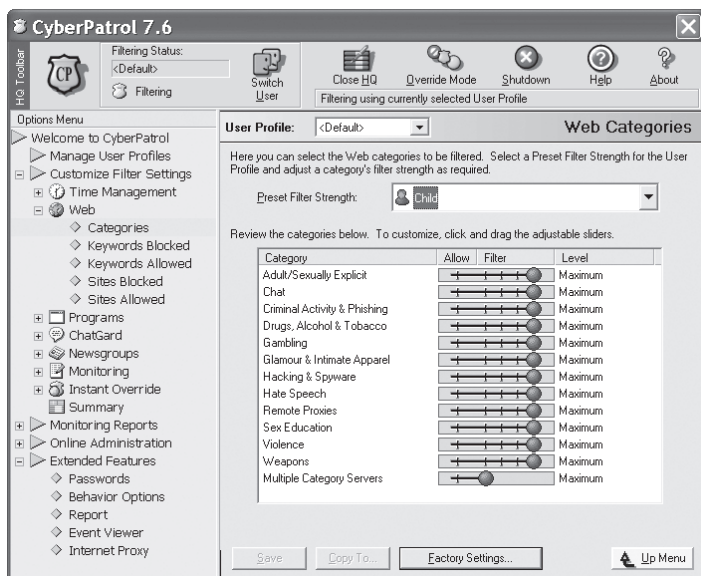 CyberPatrol 7.6
HQ Toolbar
CP
Filtering Status:
<Default>
Filtering
Switch User
Close HQ
Override Mode
Shutdown
Help
About
Filtering using currently selected User Profile
Options Menu
Welcome to CyberPatrol
Manage User Profiles
Customize Filter Settings
Time Management
Web
Categories
Keywords Blocked
Keywords Allowed
Sites Blocked
Sites Allowed
Programs
ChatGard
Newsgroups
Monitoring
Instant Override
Summary
Monitoring Reports
Online Administration
Extended Features
Passwords
Behavior Options
Report
Event Viewer
Internet Proxy
User Profile: <Default> Web Categories
Here you can select the Web categories to be filtered. Select a Preset Filter Strength for the User
Profile and adjust a category's filter strength as required.
Preset Filter Strength: Child
Review the categories below. To customize, click and drag the adjustable sliders.
Category Allow Filter Level
Adult/Sexually Explicit Maximum
Chat Maximum
Criminal Activity & Phishing Maximum
Drugs, Alcohol & Tobacco Maximum
Gambling Maximum
Glamour & Intimate Apparel Maximum
Hacking & Spyware Maximum
Hate Speech Maximum
Remote Proxies Maximum
Sex Education Maximum
Violence Maximum
Weapons Maximum
Multiple Category Servers Maximum
Save
Copy To...
Factory Settings...
Up Menu